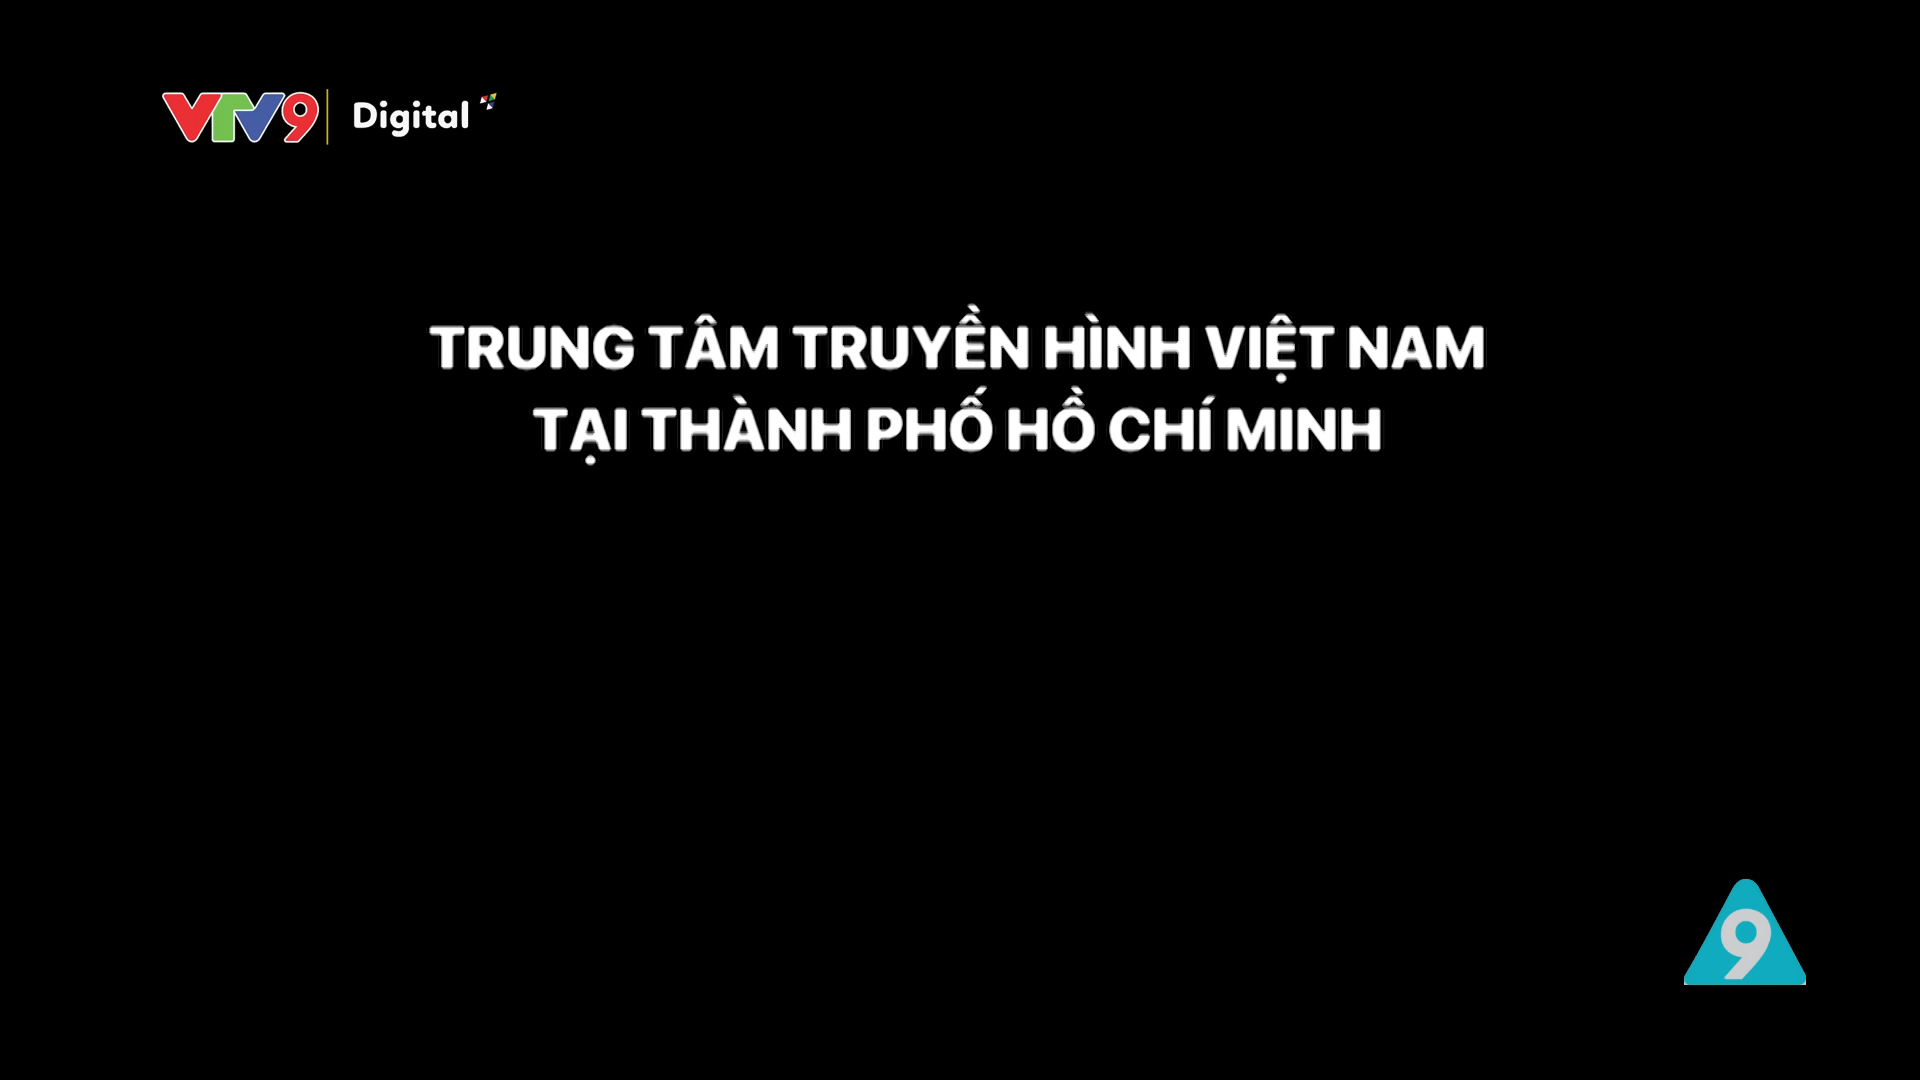 VTV9 Digital
TRUNG TÂM TRUYỀN HÌNH VIỆT NAM
TẠI THÀNH PHỐ HỒ CHÍ MINH
9